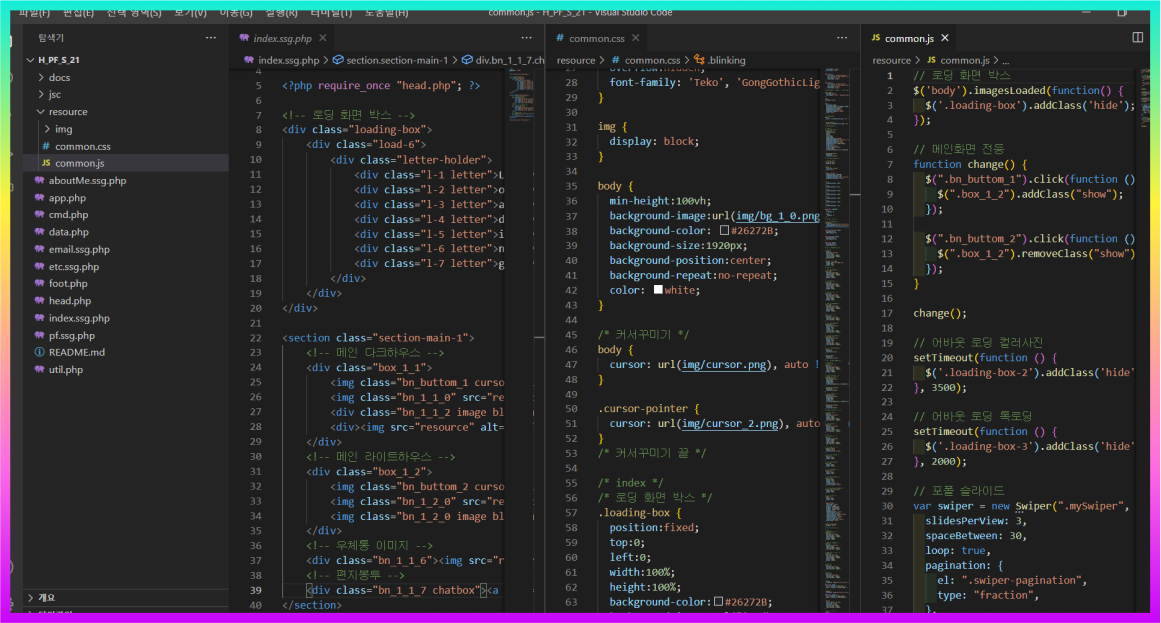 파일(F) 편집(E) 선택 영역(S) 보기(V) 이동(G) 실행(R) 터미널(T) 도움말(H) common.js - H_PF_S_21 - Visual Studio Code
탐색기 ···
H_PF_S_21
docs
jsc
resource
img
# common.css
JS common.js
aboutMe.ssg.php
app.php
cmd.php
data.php
email.ssg.php
etc.ssg.php
foot.php
head.php
index.ssg.php
pf.ssg.php
README.md
util.php
개요
index.ssg.php ×
index.ssg.php > section.section-main-1 > div.bn_1_1_7.ch
4
5 <?php require_once "head.php"; ?>
6
7 <!-- 로딩 화면 박스 -->
8 <div class="loading-box">
9 <div class="load-6">
10 <div class="letter-holder">
11 <div class="l-1 letter">L
12 <div class="l-2 letter">o
13 <div class="l-3 letter">a
14 <div class="l-4 letter">d
15 <div class="l-5 letter">i
16 <div class="l-6 letter">n
17 <div class="l-7 letter">g
18 </div>
19 </div>
20 </div>
21
22 <section class="section-main-1">
23 <!-- 메인 다크하우스 -->
24 <div class="box_1_1">
25 <img class="bn_buttom_1 curso
26 <img class="bn_1_1_0" src="re
27 <div class="bn_1_1_2 image bl
28 <div><img src="resource" alt=
29 </div>
30 <!-- 메인 라이트하우스 -->
31 <div class="box_1_2">
32 <img class="bn_buttom_2 curso
33 <img class="bn_1_2_0" src="re
34 <img class="bn_1_2_0 image bl
35 </div>
36 <!-- 우체통 이미지 -->
37 <div class="bn_1_1_6"><img src="r
38 <!-- 편지봉투 -->
39 <div class="bn_1_1_7 chatbox"><a
40 </section>
# common.css ×
resource > # common.css > .blinking
27 overflow:hidden;
28 font-family: 'Teko', 'GongGothicLig
29 }
30
31 img {
32 display: block;
33 }
34
35 body {
36 min-height:100vh;
37 background-image:url(img/bg_1_0.png
38 background-color: #26272B;
39 background-size:1920px;
40 background-position:center;
41 background-repeat:no-repeat;
42 color: white;
43 }
44
45 /* 커서꾸미기 */
46 body {
47 cursor: url(img/cursor.png), auto !
48 }
49
50 .cursor-pointer {
51 cursor: url(img/cursor_2.png), auto
52 }
53 /* 커서꾸미기 끝 */
54
55 /* index */
56 /* 로딩 화면 박스 */
57 .loading-box {
58 position:fixed;
59 top:0;
60 left:0;
61 width:100%;
62 height:100%;
63 background-color:#26272B;
JS common.js ×
resource > JS common.js > ...
1 // 로딩 화면 박스
2 $('body').imagesLoaded(function() {
3 $('.loading-box').addClass('hide');
4 });
5
6 // 메인화면 전등
7 function change() {
8 $(".bn_buttom_1").click(function ()
9 $(".box_1_2").addClass("show");
10 });
11
12 $(".bn_buttom_2").click(function ()
13 $(".box_1_2").removeClass("show")
14 });
15 }
16
17 change();
18
19 // 어바웃 로딩 컬러사진
20 setTimeout(function () {
21 $('.loading-box-2').addClass('hide'
22 }, 3500);
23
24 // 어바웃 로딩 톡로딩
25 setTimeout(function () {
26 $('.loading-box-3').addClass('hide'
27 }, 2000);
28
29 // 포폴 슬라이드
30 var swiper = new Swiper(".mySwiper",
31 slidesPerView: 3,
32 spaceBetween: 30,
33 loop: true,
34 pagination: {
35 el: ".swiper-pagination",
36 type: "fraction",
37 },